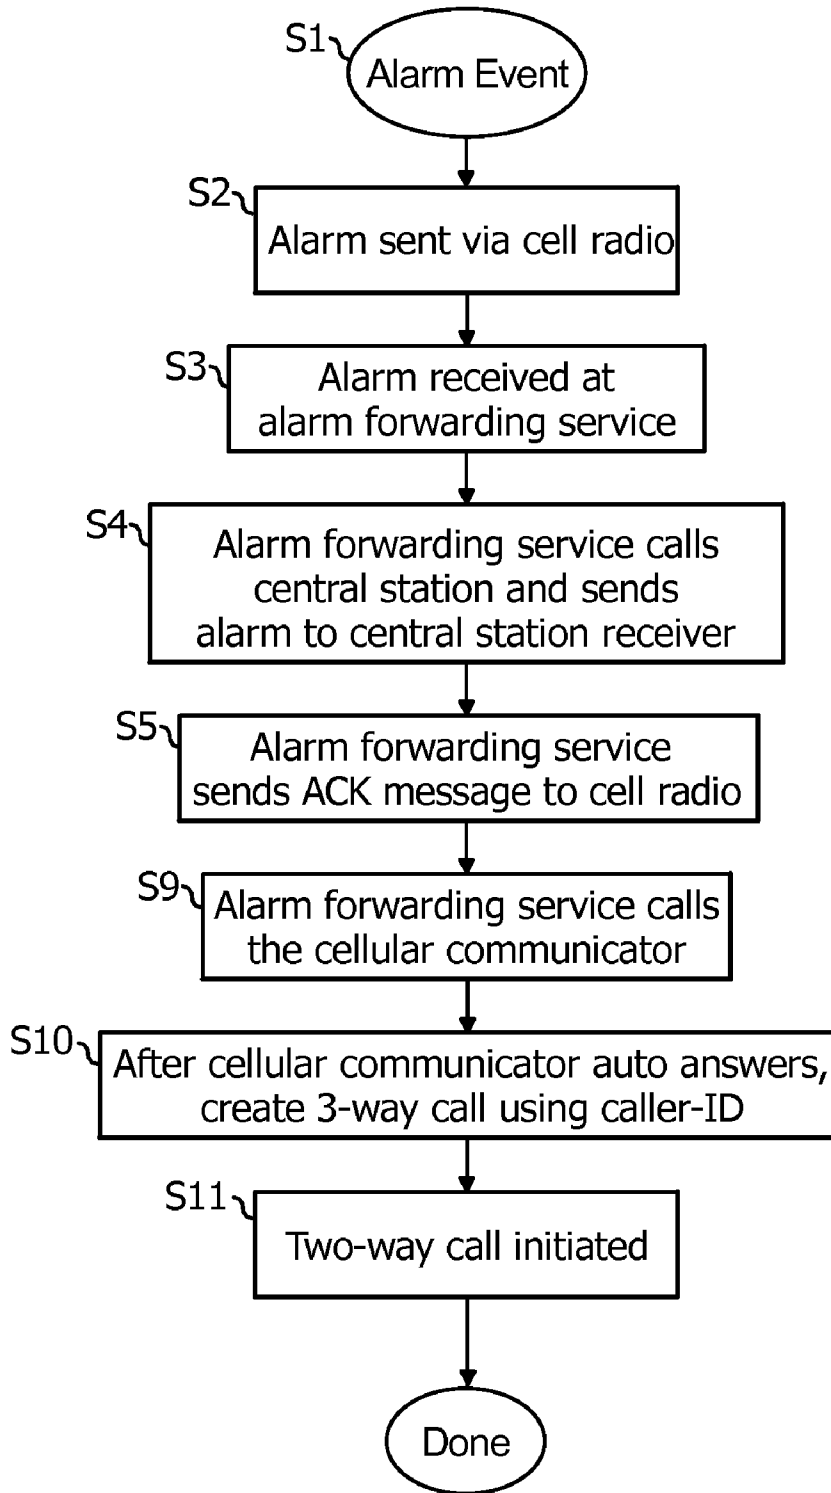 S1
Alarm Event
S2
Alarm sent via cell radio
S3
Alarm received at
alarm forwarding service
S4
Alarm forwarding service calls
central station and sends
alarm to central station receiver
S5
Alarm forwarding service
sends ACK message to cell radio
S9
Alarm forwarding service calls
the cellular communicator
S10
After cellular communicator auto answers,
create 3-way call using caller-ID
S11
Two-way call initiated
Done